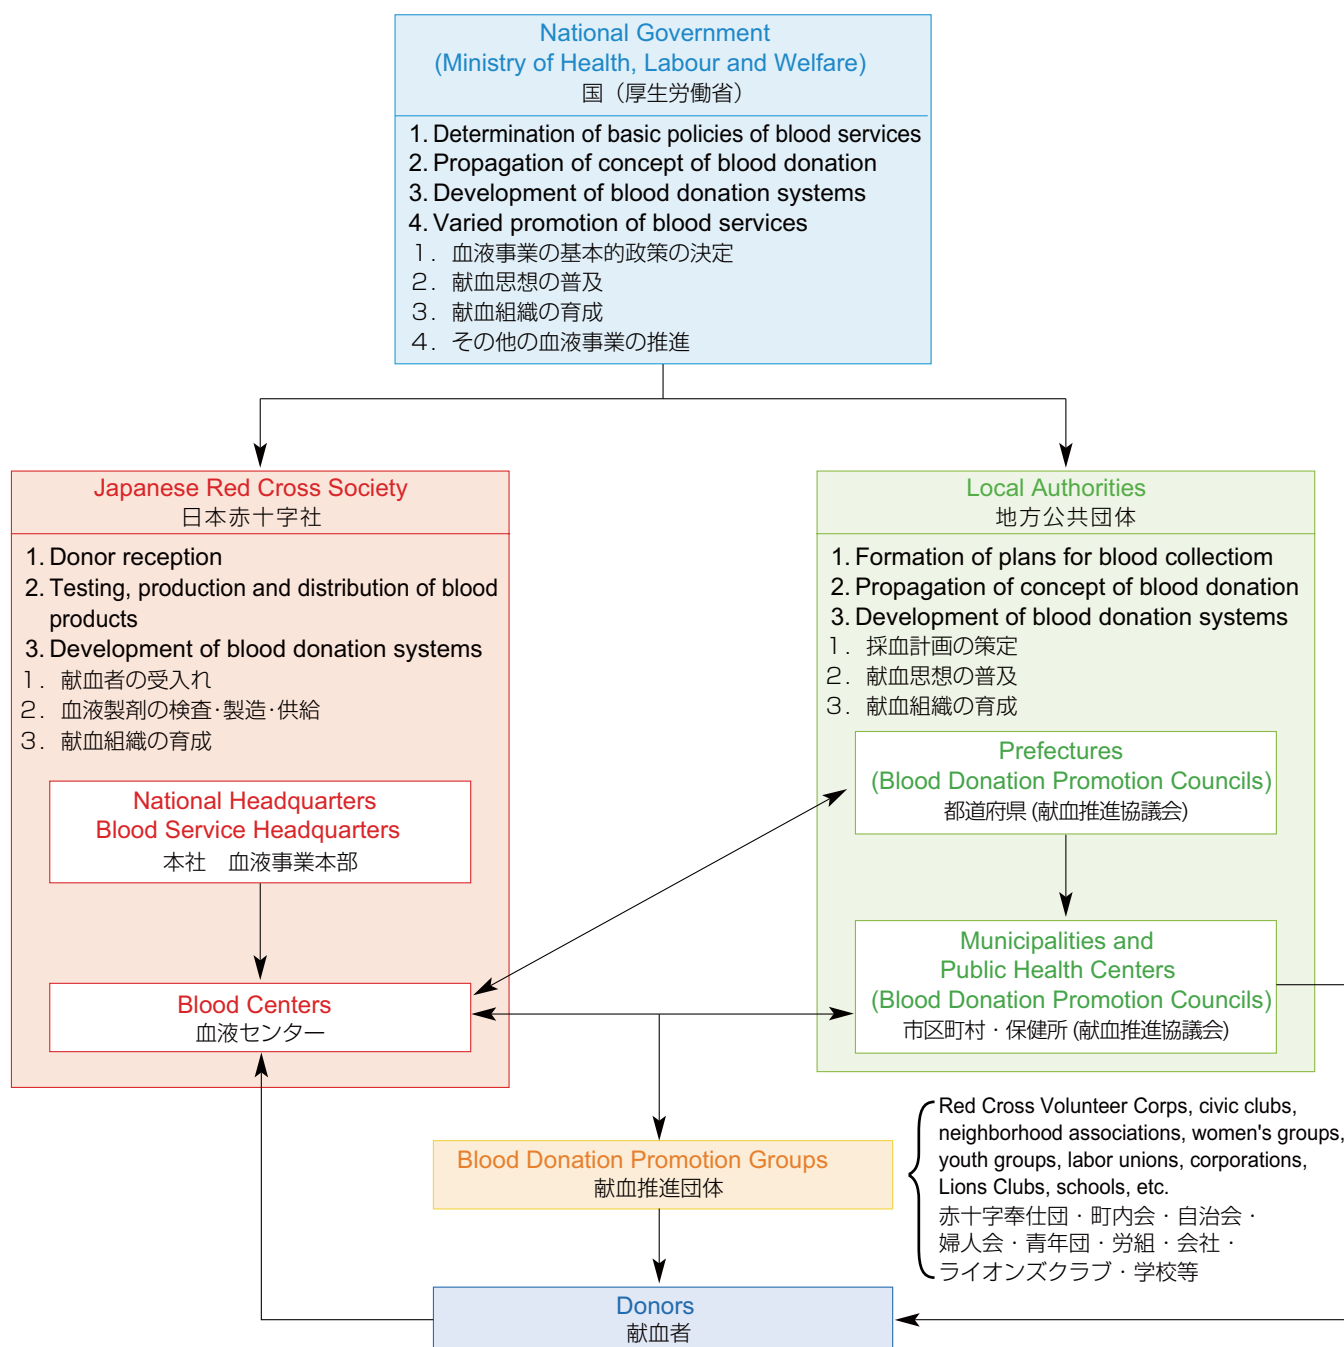 National Government
(Ministry of Health, Labour and Welfare)
国（厚生労働省）
1. Determination of basic policies of blood services
2. Propagation of concept of blood donation
3. Development of blood donation systems
4. Varied promotion of blood services
１．血液事業の基本的政策の決定
２．献血思想の普及
３．献血組織の育成
４．その他の血液事業の推進
Japanese Red Cross Society
日本赤十字社
1. Donor reception
2. Testing, production and distribution of blood
products
3. Development of blood donation systems
１．献血者の受入れ
２．血液製剤の検査･製造･供給
３．献血組織の育成
National Headquarters
Blood Service Headquarters
本社　血液事業本部
Blood Centers
血液センター
Local Authorities
地方公共団体
1. Formation of plans for blood collectiom
2. Propagation of concept of blood donation
3. Development of blood donation systems
１．採血計画の策定
２．献血思想の普及
３．献血組織の育成
Prefectures
(Blood Donation Promotion Councils)
都道府県 (献血推進協議会)
Municipalities and
Public Health Centers
(Blood Donation Promotion Councils)
市区町村・保健所 (献血推進協議会)
Blood Donation Promotion Groups
献血推進団体
Red Cross Volunteer Corps, civic clubs,
neighborhood associations, women's groups,
youth groups, labor unions, corporations,
Lions Clubs, schools, etc.
赤十字奉仕団・町内会・自治会・
婦人会・青年団・労組・会社・
ライオンズクラブ・学校等
Donors
献血者